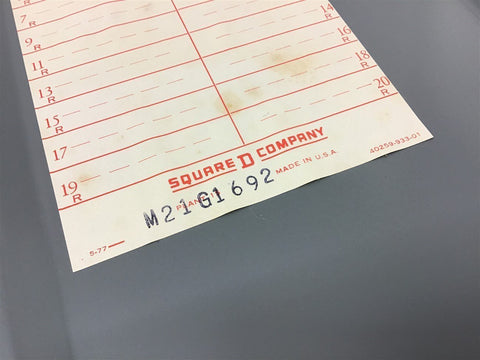 7 R
14 R
9 R
16 R
11 R
18 R
13 R
20 R
15 R
17
19 R
SQUARE D COMPANY
MADE IN U.S.A.
40259-933-01
M21G1692
5-77